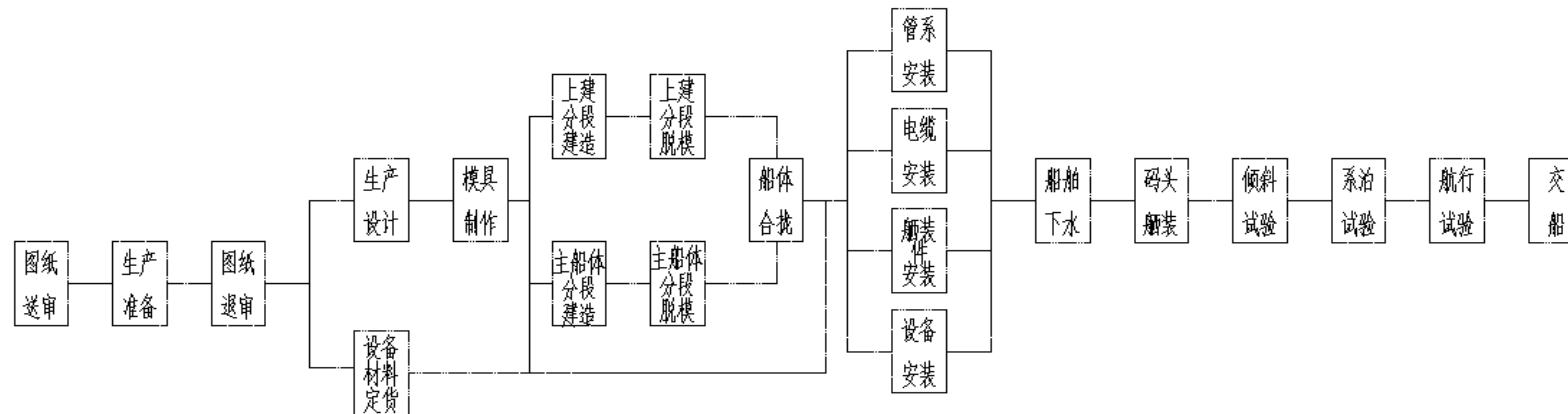 图纸
送审
生产
准备
图纸
退审
生产
设计
设备
材料
定货
模具
制作
上建
分段
建造
上建
分段
脱模
主船体
分段
建造
主船体
分段
脱模
船体
合拢
管系
安装
电缆
安装
舾装
件
安装
设备
安装
船舶
下水
码头
舾装
倾斜
试验
系泊
试验
航行
试验
交
船